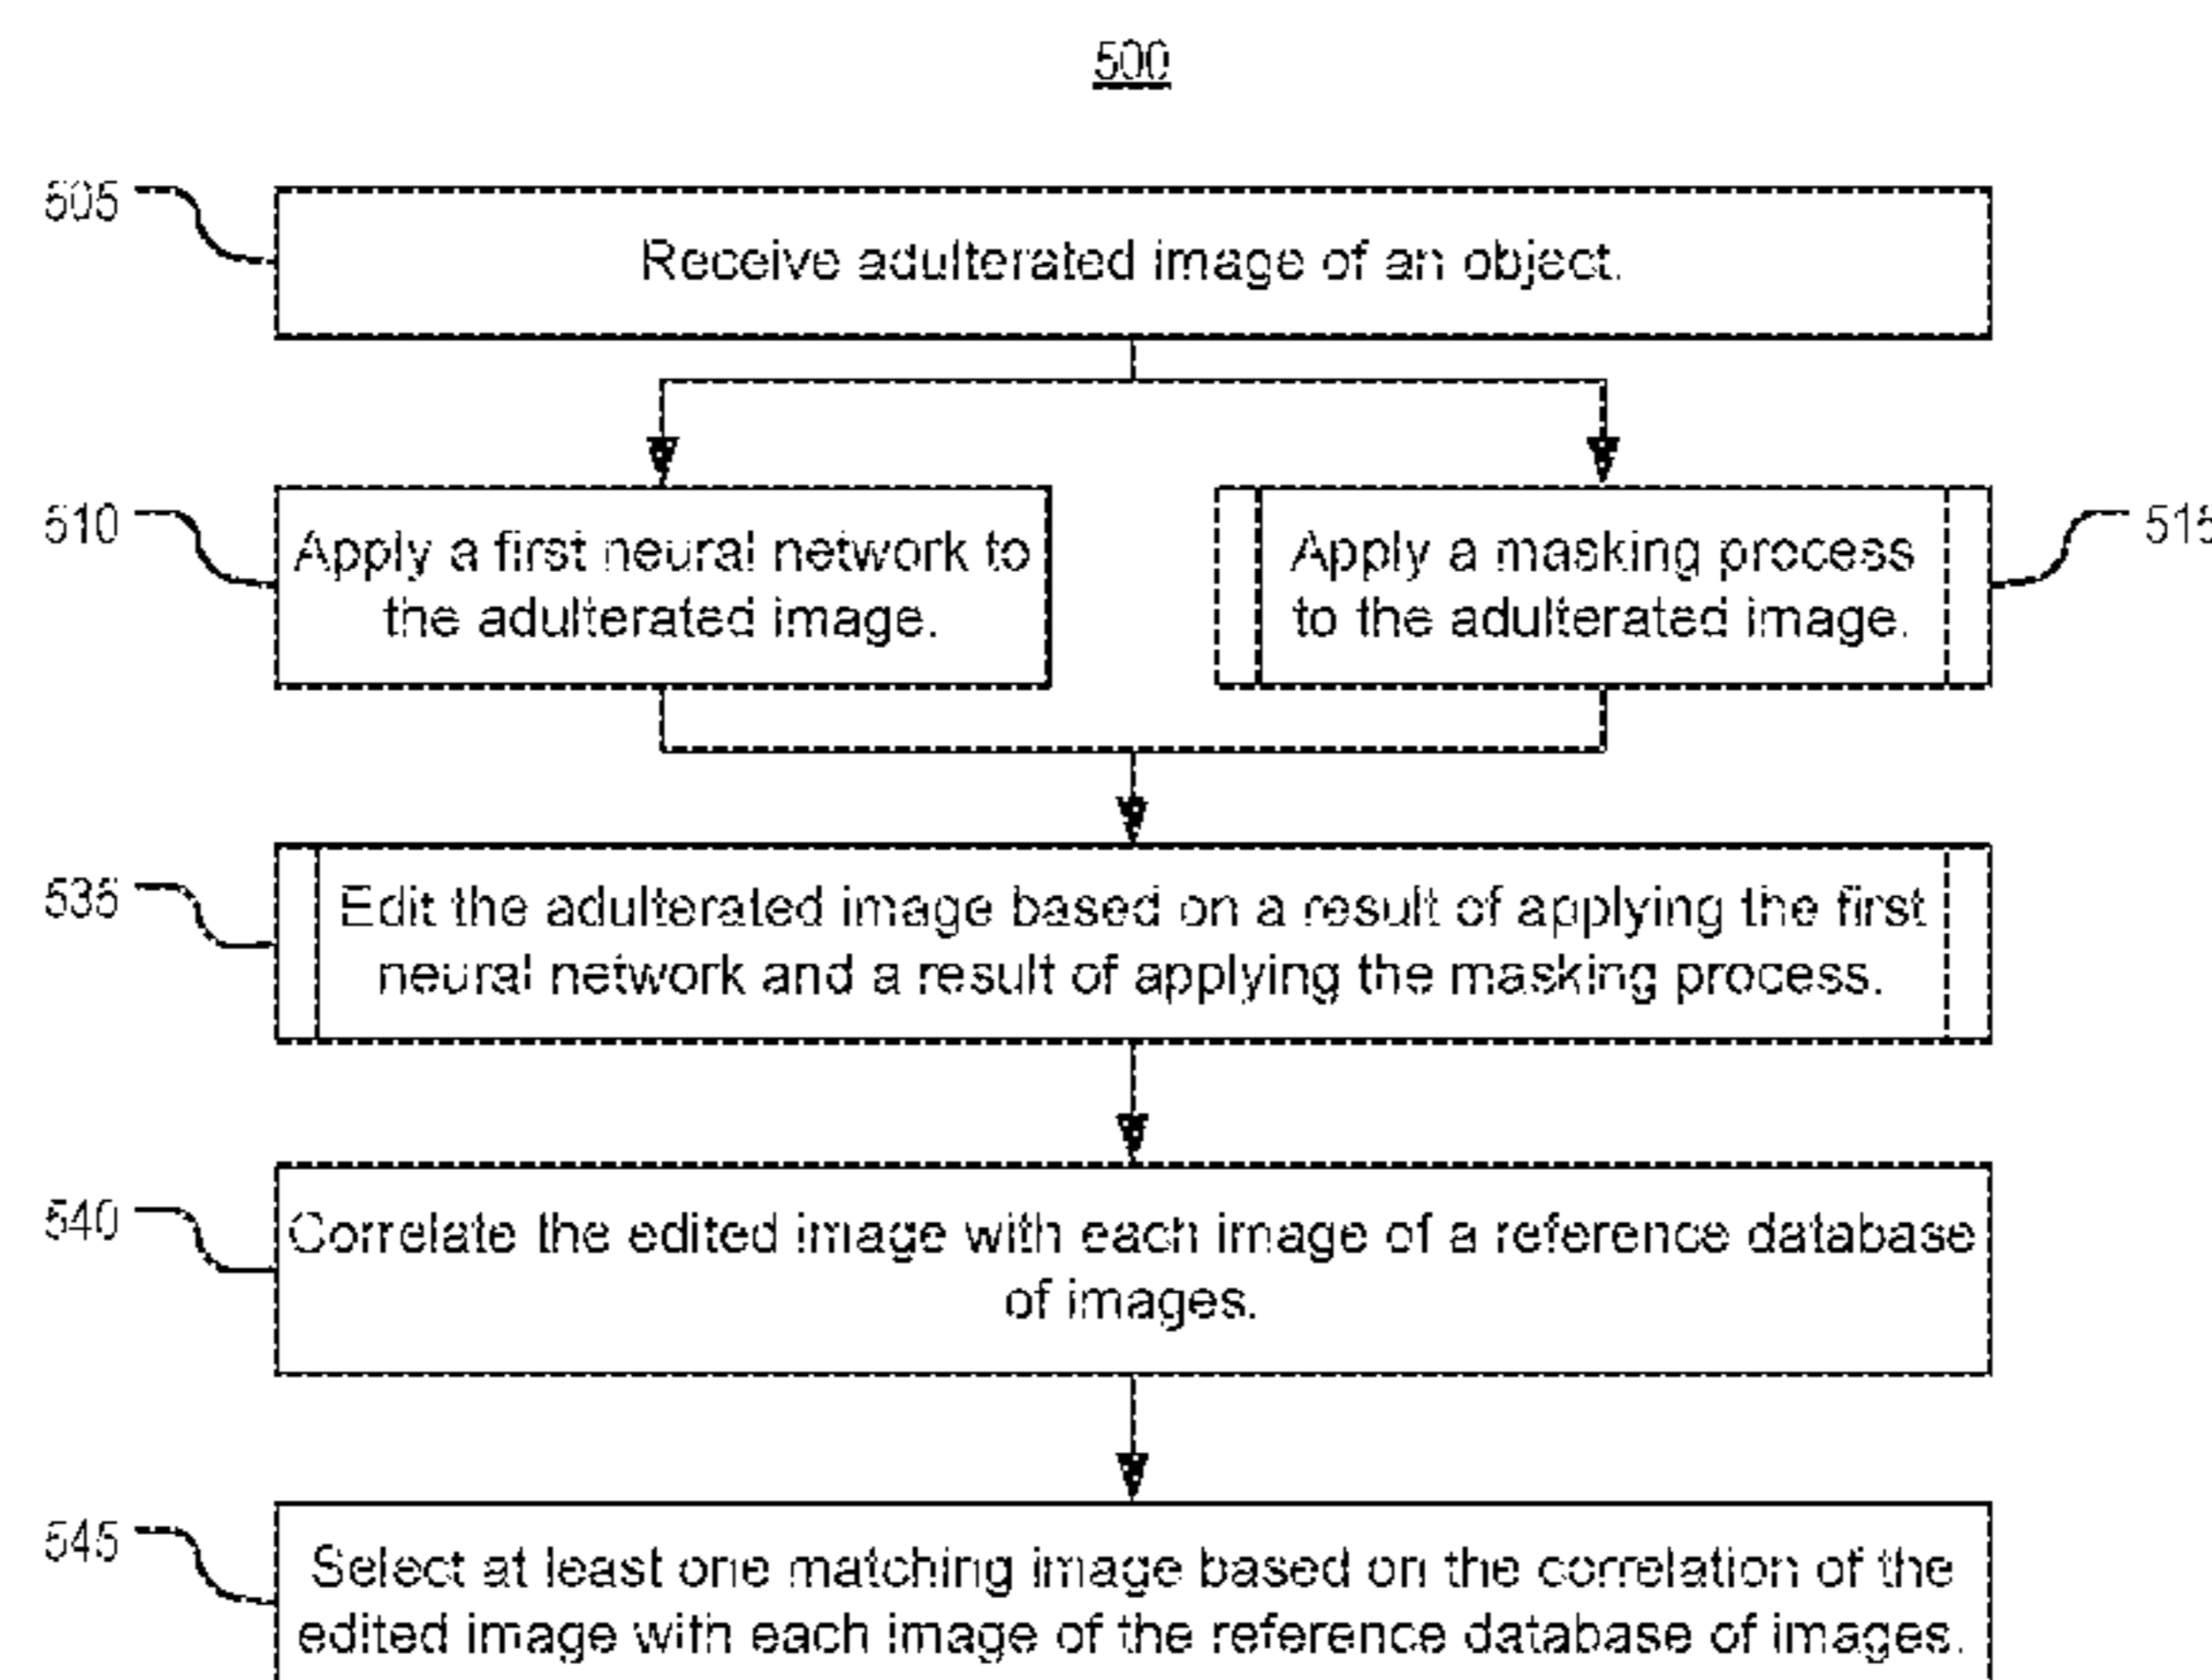 500
505
Receive adulterated image of an object.
510
Apply a first neural network to
the adulterated image.
Apply a masking process
to the adulterated image.
515
535
Edit the adulterated image based on a result of applying the first
neural network and a result of applying the masking process.
540
Correlate the edited image with each image of a reference database
of images.
545
Select at least one matching image based on the correlation of the
edited image with each image of the reference database of images.